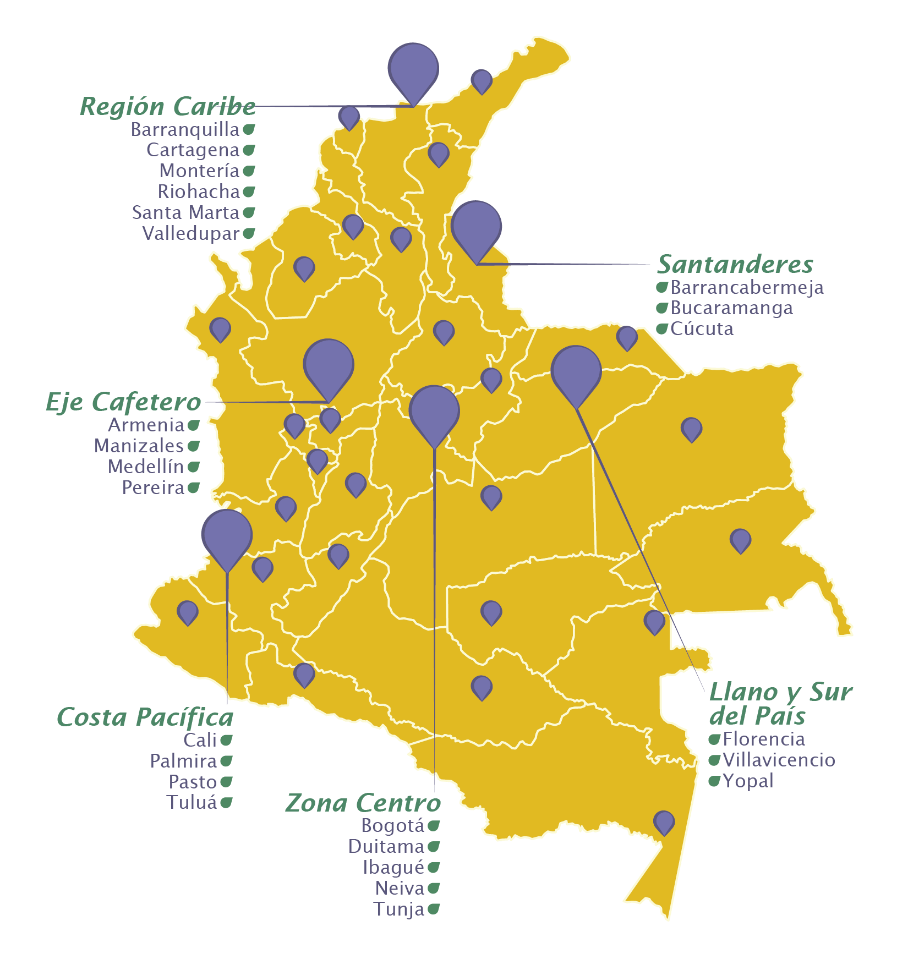 Región Caribe
Barranquilla
Cartagena
Montería
Riohacha
Santa Marta
Valledupar
Santanderes
Barrancabermeja
Bucaramanga
Cúcuta
Eje Cafetero
Armenia
Manizales
Medellín
Pereira
Llano y Sur
del País
Florencia
Villavicencio
Yopal
Costa Pacífica
Cali
Palmira
Pasto
Tuluá
Zona Centro
Bogotá
Duitama
Ibagué
Neiva
Tunja